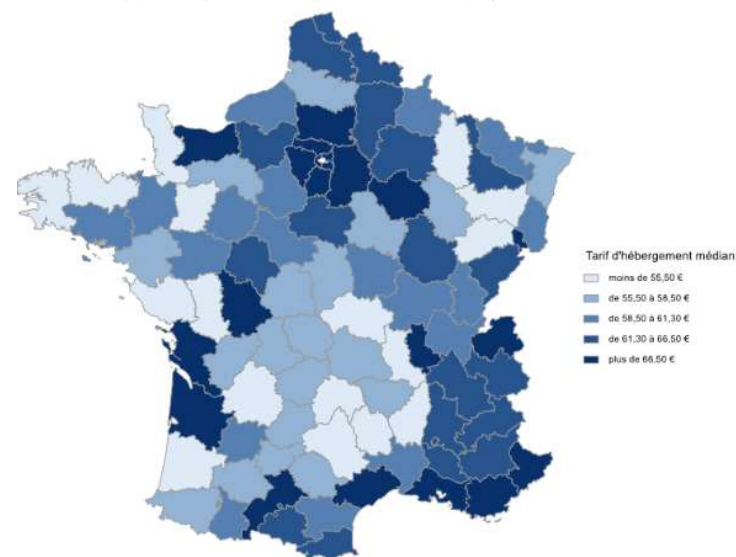 Tarif d'hébergement médian
moins de 55,50 €
de 55,50 à 58,50 €
de 58,50 à 61,30 €
de 61,30 à 66,50 €
plus de 66,50 €